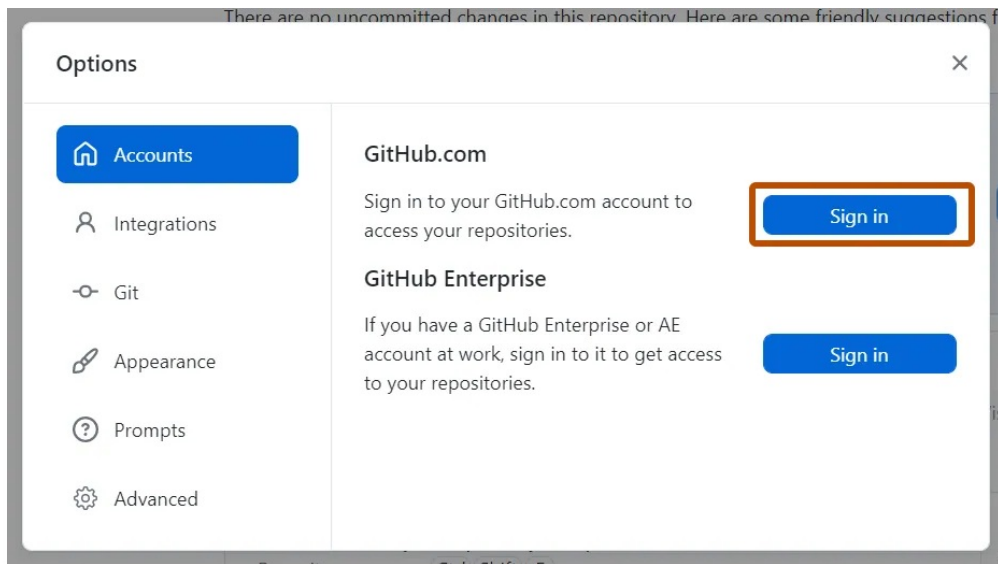 There are no uncommitted changes in this repository. Here are some friendly suggestions
Options
Accounts
Integrations
Git
Appearance
Prompts
Advanced
GitHub.com
Sign in to your GitHub.com account to
access your repositories.
Sign in
GitHub Enterprise
If you have a GitHub Enterprise or AE
account at work, sign in to it to get access
to your repositories.
Sign in